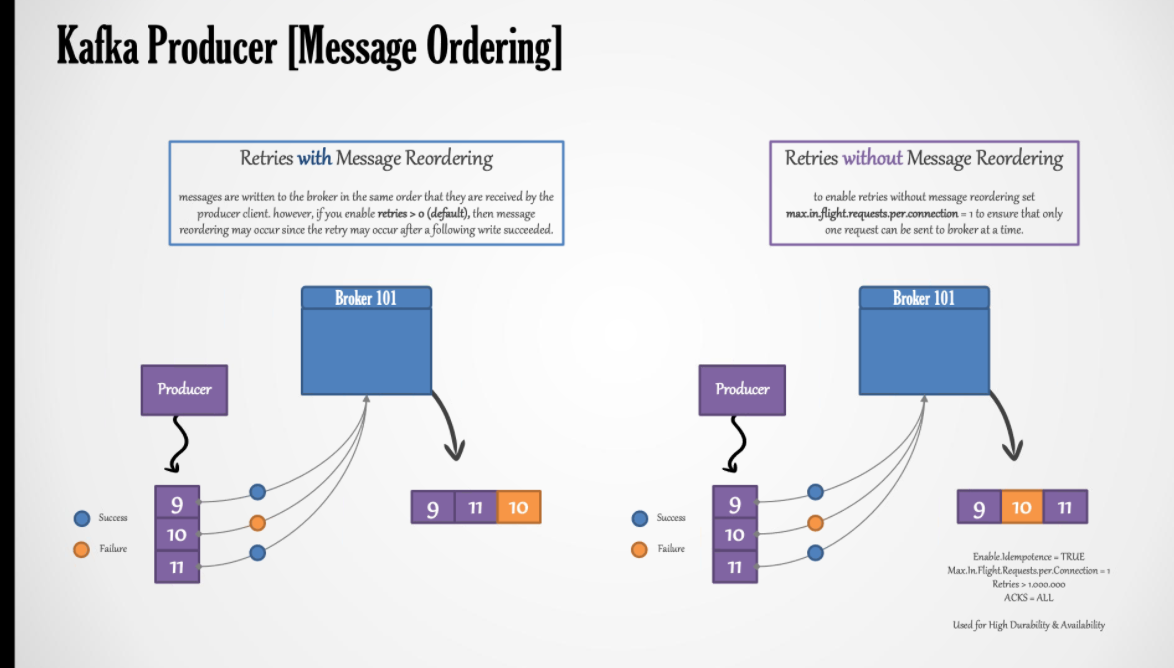 Kafka Producer [Message Ordering]
Retries with Message Reordering
messages are written to the broker in the same order that they are received by the
producer client. however, if you enable retries > 0 (default), then message
reordering may occur since the retry may occur after a following write succeeded.
Broker 101
Producer
9
10
11
Success
Failure
9 11 10
Retries without Message Reordering
to enable retries without message reordering set
max.in.flight.requests.per.connection = 1 to ensure that only
one request can be sent to broker at a time.
Broker 101
Producer
9
10
11
Success
Failure
9 10 11
Enable.Idempotence = TRUE
Max.In.Flight.Requests.per.Connection = 1
Retries > 1.000.000
ACKS = ALL
Used for High Durability & Availability